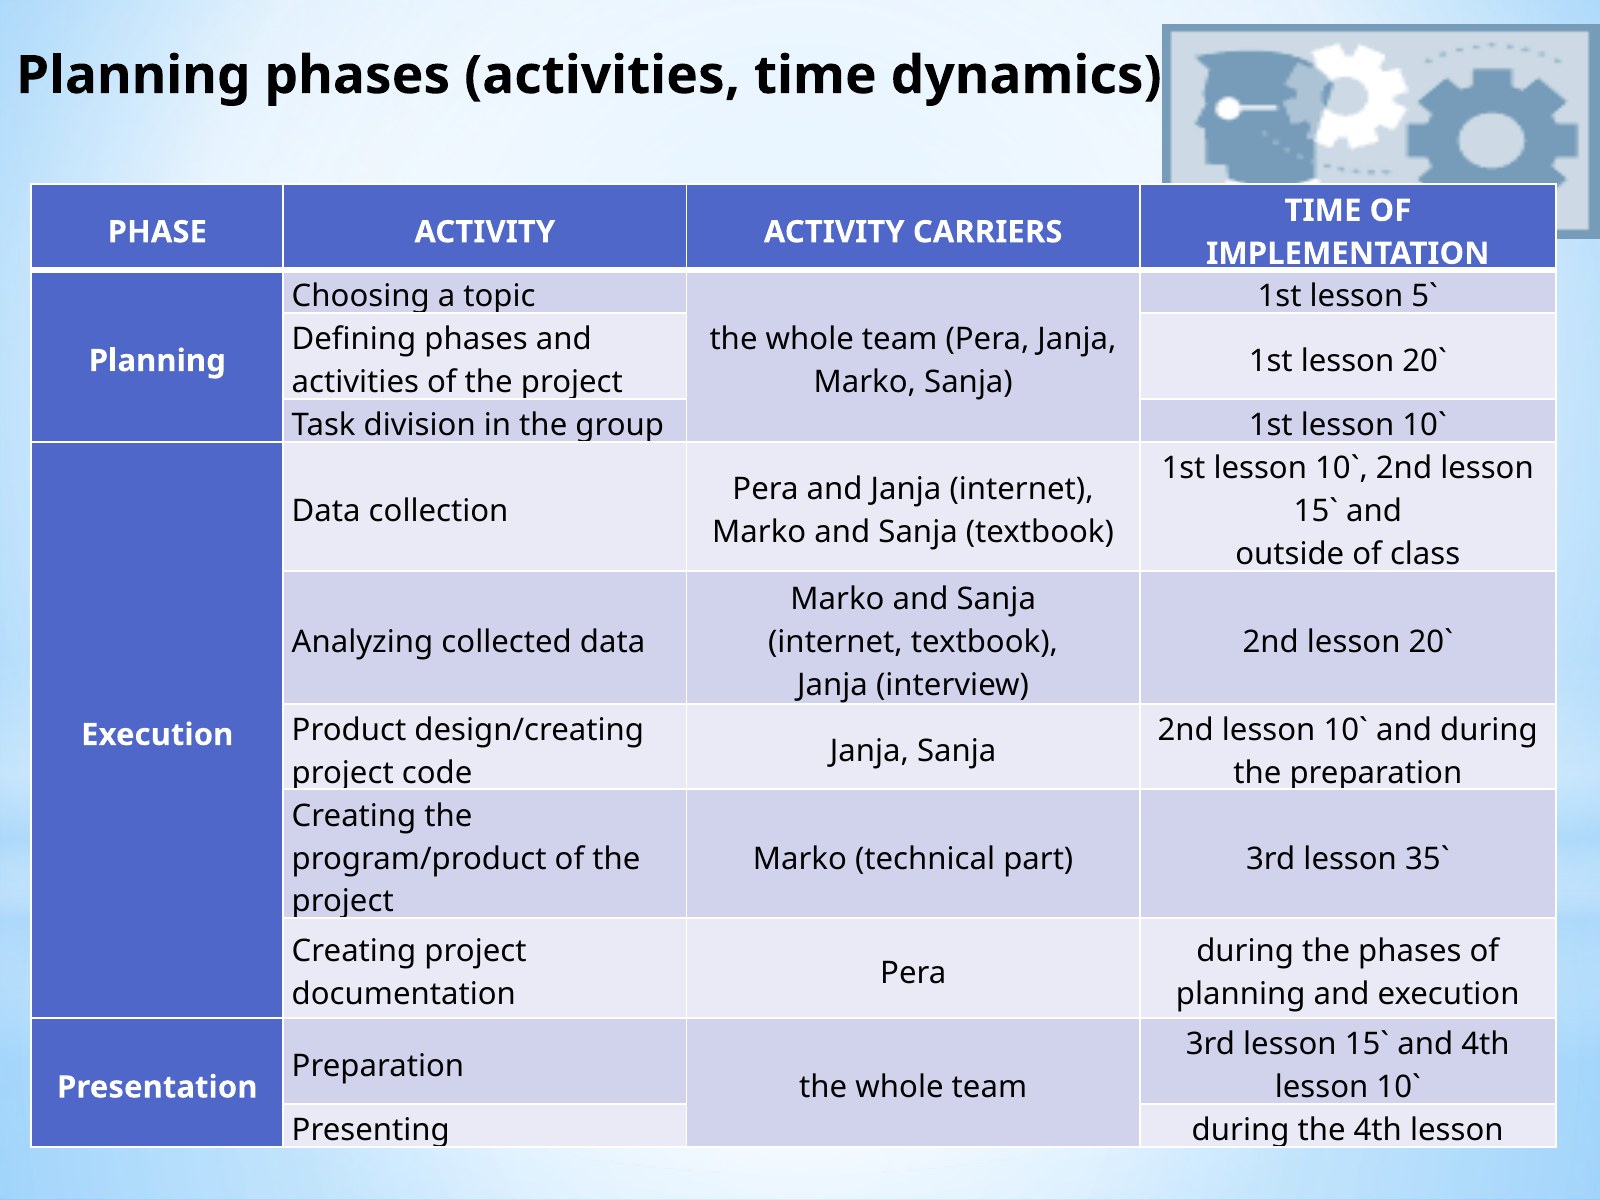 Planning phases (activities, time dynamics)
PHASE
ACTIVITY
ACTIVITY CARRIERS
TIME OF
IMPLEMENTATION
Planning
Choosing a topic
the whole team (Pera, Janja,
Marko, Sanja)
1st lesson 5`
Defining phases and
activities of the project
1st lesson 20`
Task division in the group
1st lesson 10`
Execution
Data collection
Pera and Janja (internet),
Marko and Sanja (textbook)
1st lesson 10`, 2nd lesson
15` and
outside of class
Analyzing collected data
Marko and Sanja
(internet, textbook),
Janja (interview)
2nd lesson 20`
Product design/creating
project code
Janja, Sanja
2nd lesson 10` and during
the preparation
Creating the
program/product of the
project
Marko (technical part)
3rd lesson 35`
Creating project
documentation
Pera
during the phases of
planning and execution
Presentation
Preparation
the whole team
3rd lesson 15` and 4th
lesson 10`
Presenting
during the 4th lesson